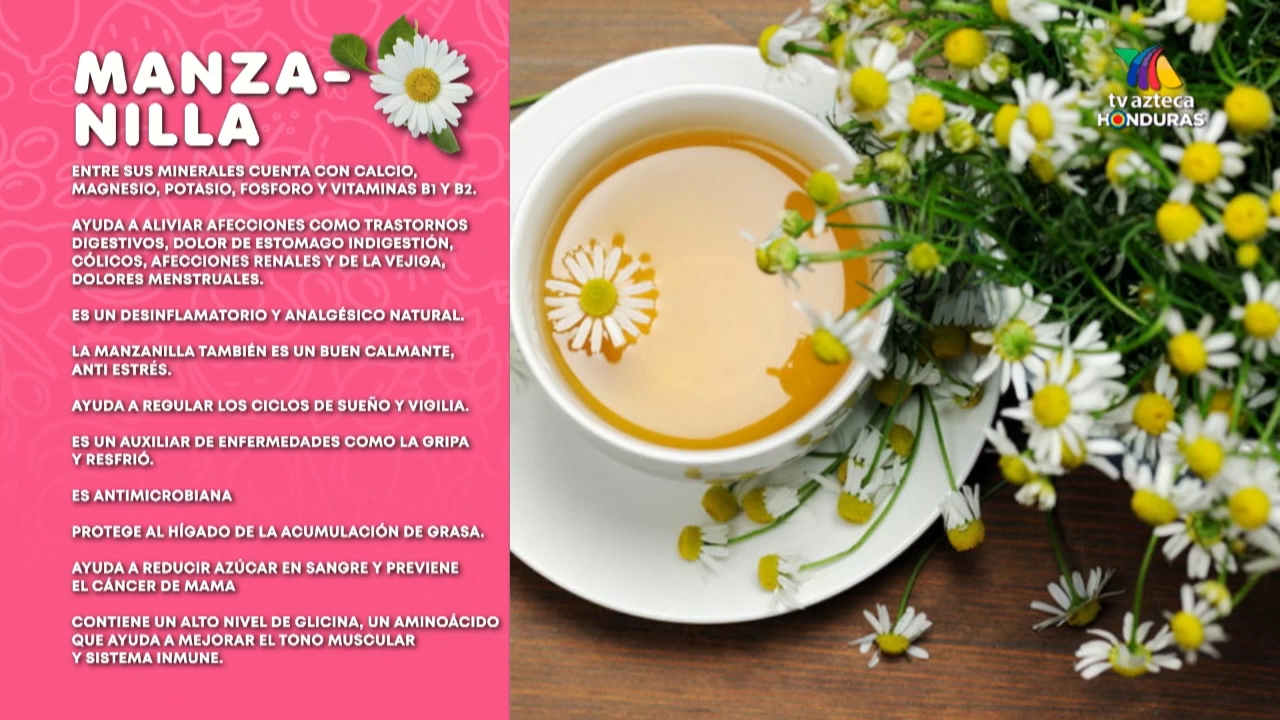 MANZA-
NILLA
ENTRE SUS MINERALES CUENTA CON CALCIO,
MAGNESIO, POTASIO, FOSFORO Y VITAMINAS B1 Y B2.
AYUDA A ALIVIAR AFECCIONES COMO TRASTORNOS
DIGESTIVOS, DOLOR DE ESTOMAGO INDIGESTIÓN,
CÓLICOS, AFECCIONES RENALES Y DE LA VEJIGA,
DOLORES MENSTRUALES.
ES UN DESINFLAMATORIO Y ANALGÉSICO NATURAL.
LA MANZANILLA TAMBIÉN ES UN BUEN CALMANTE,
ANTI ESTRÉS.
AYUDA A REGULAR LOS CICLOS DE SUEÑO Y VIGILIA.
ES UN AUXILIAR DE ENFERMEDADES COMO LA GRIPA
Y RESFRIÓ.
ES ANTIMICROBIANA
PROTEGE AL HÍGADO DE LA ACUMULACIÓN DE GRASA.
AYUDA A REDUCIR AZÚCAR EN SANGRE Y PREVIENE
EL CÁNCER DE MAMA
CONTIENE UN ALTO NIVEL DE GLICINA, UN AMINOÁCIDO
QUE AYUDA A MEJORAR EL TONO MUSCULAR
Y SISTEMA INMUNE.
tv azteca
HONDURAS